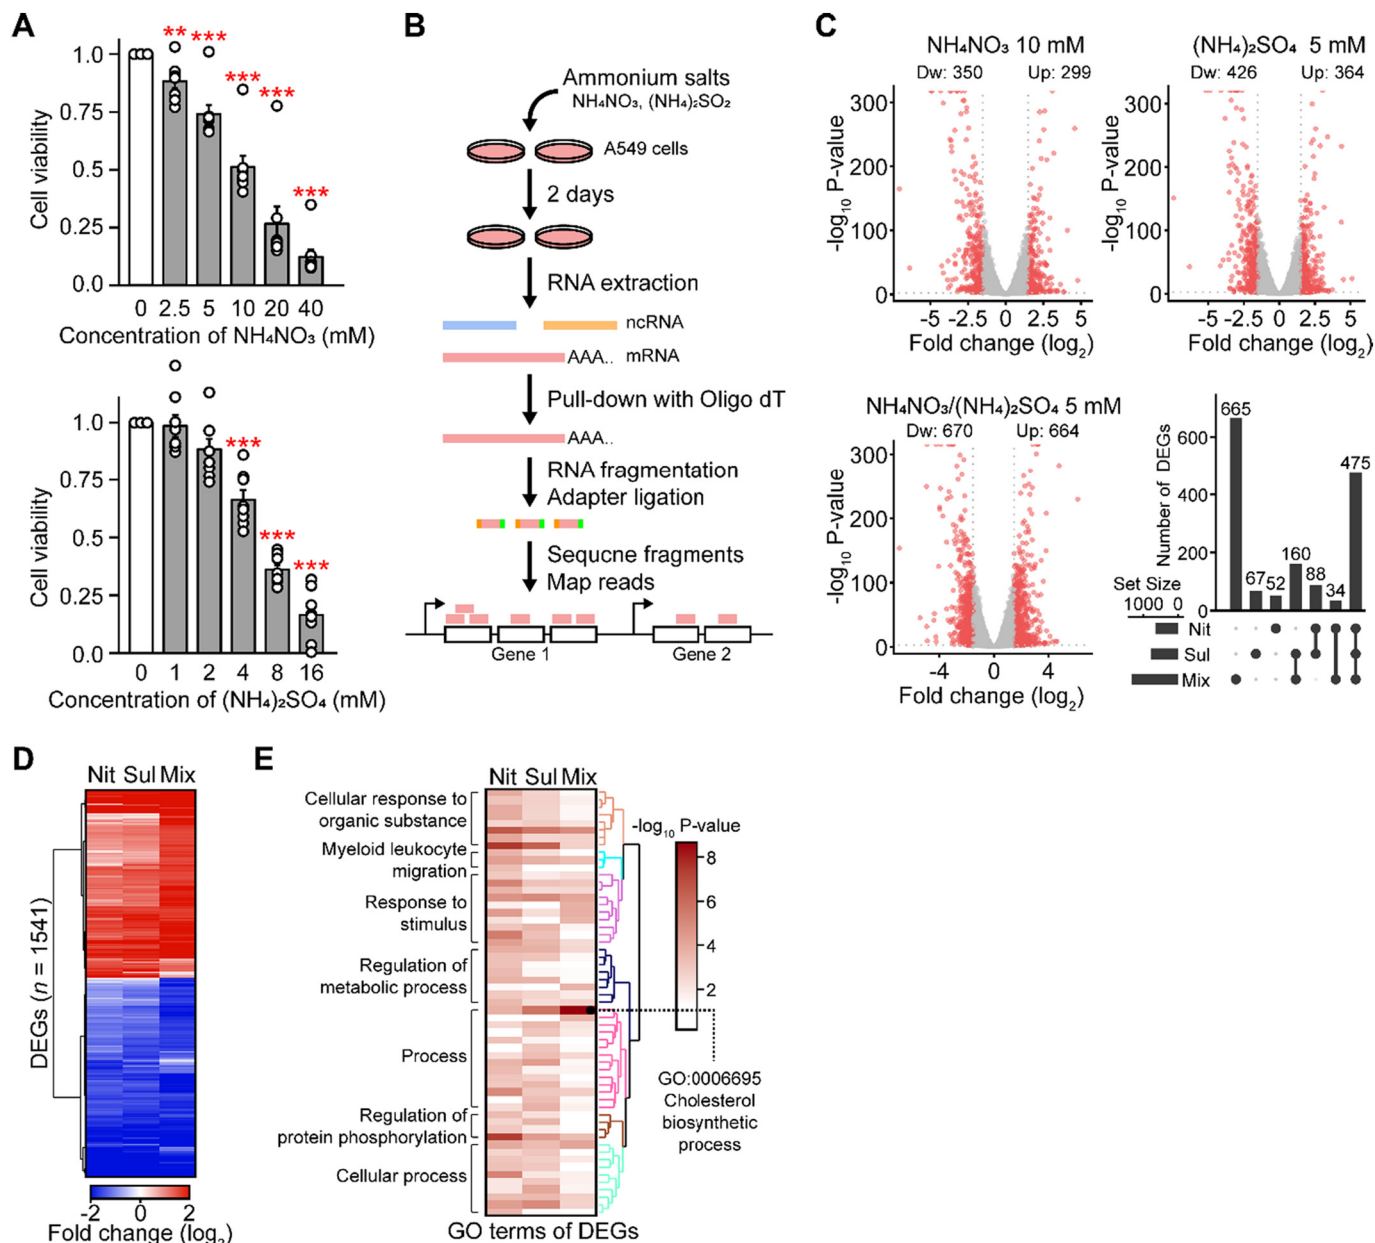 A
** *** *** *** ***
1.0
0.75
0.5
0.25
0.0
Cell viability
0 2.5 5 10 20 40
Concentration of NH₄NO₃ (mM)
*** *** ***
1.0
0.75
0.5
0.25
0.0
Cell viability
0 1 2 4 8 16
Concentration of (NH₄)₂SO₄ (mM)
B
Ammonium salts
NH₄NO₃, (NH₄)₂SO₂
A549 cells
2 days
RNA extraction
ncRNA
AAA.. mRNA
Pull-down with Oligo dT
AAA..
RNA fragmentation
Adapter ligation
Sequcne fragments
Map reads
Gene 1 Gene 2
C
NH₄NO₃ 10 mM
Dw: 350 Up: 299
300
200
100
0
-log₁₀ P-value
-5 -2.5 0 2.5 5
Fold change (log₂)
(NH₄)₂SO₄ 5 mM
Dw: 426 Up: 364
300
200
100
0
-log₁₀ P-value
-5 -2.5 0 2.5 5
Fold change (log₂)
NH₄NO₃/(NH₄)₂SO₄ 5 mM
Dw: 670 Up: 664
300
200
100
0
-log₁₀ P-value
-4 0 4
Fold change (log₂)
Number of DEGs
600
400
200
0
665 67 52 160 88 34 475
Set Size
1000 0
Nit
Sul
Mix
D
Nit Sul Mix
DEGs (n = 1541)
-2 0 2
Fold change (log₂)
E
Nit Sul Mix
Cellular response to
organic substance
Myeloid leukocyte
migration
Response to
stimulus
Regulation of
metabolic process
Process
Regulation of
protein phosphorylation
Cellular process
GO terms of DEGs
-log₁₀ P-value
8
6
4
2
GO:0006695
Cholesterol
biosynthetic
process